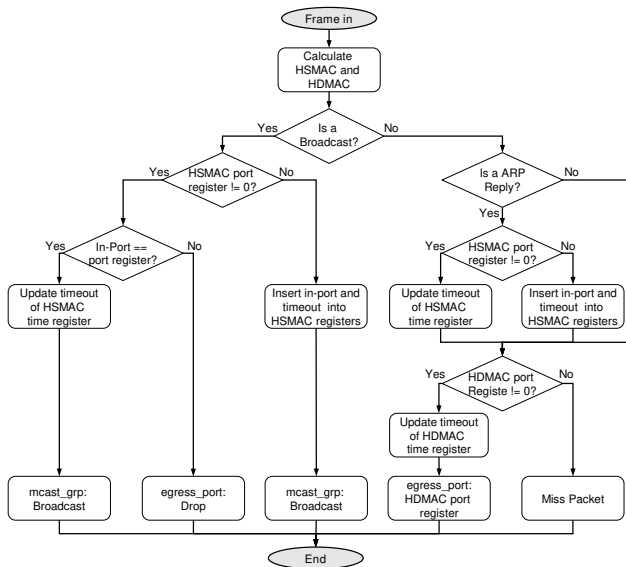 Frame in
Calculate
HSMAC and
HDMAC
Is a
Broadcast?
Yes
No
HSMAC port
register != 0?
Yes
No
Is a ARP
Reply?
No
Yes
In-Port ==
port register?
Yes
No
HSMAC port
register != 0?
Yes
No
Update timeout
of HSMAC
time register
Insert in-port and
timeout into
HSMAC registers
Update timeout
of HSMAC
time register
Insert in-port and
timeout into
HSMAC registers
HDMAC port
Registe != 0?
Yes
No
Update timeout
of HDMAC
time register
mcast_grp:
Broadcast
egress_port:
Drop
mcast_grp:
Broadcast
egress_port:
HDMAC port
register
Miss Packet
End